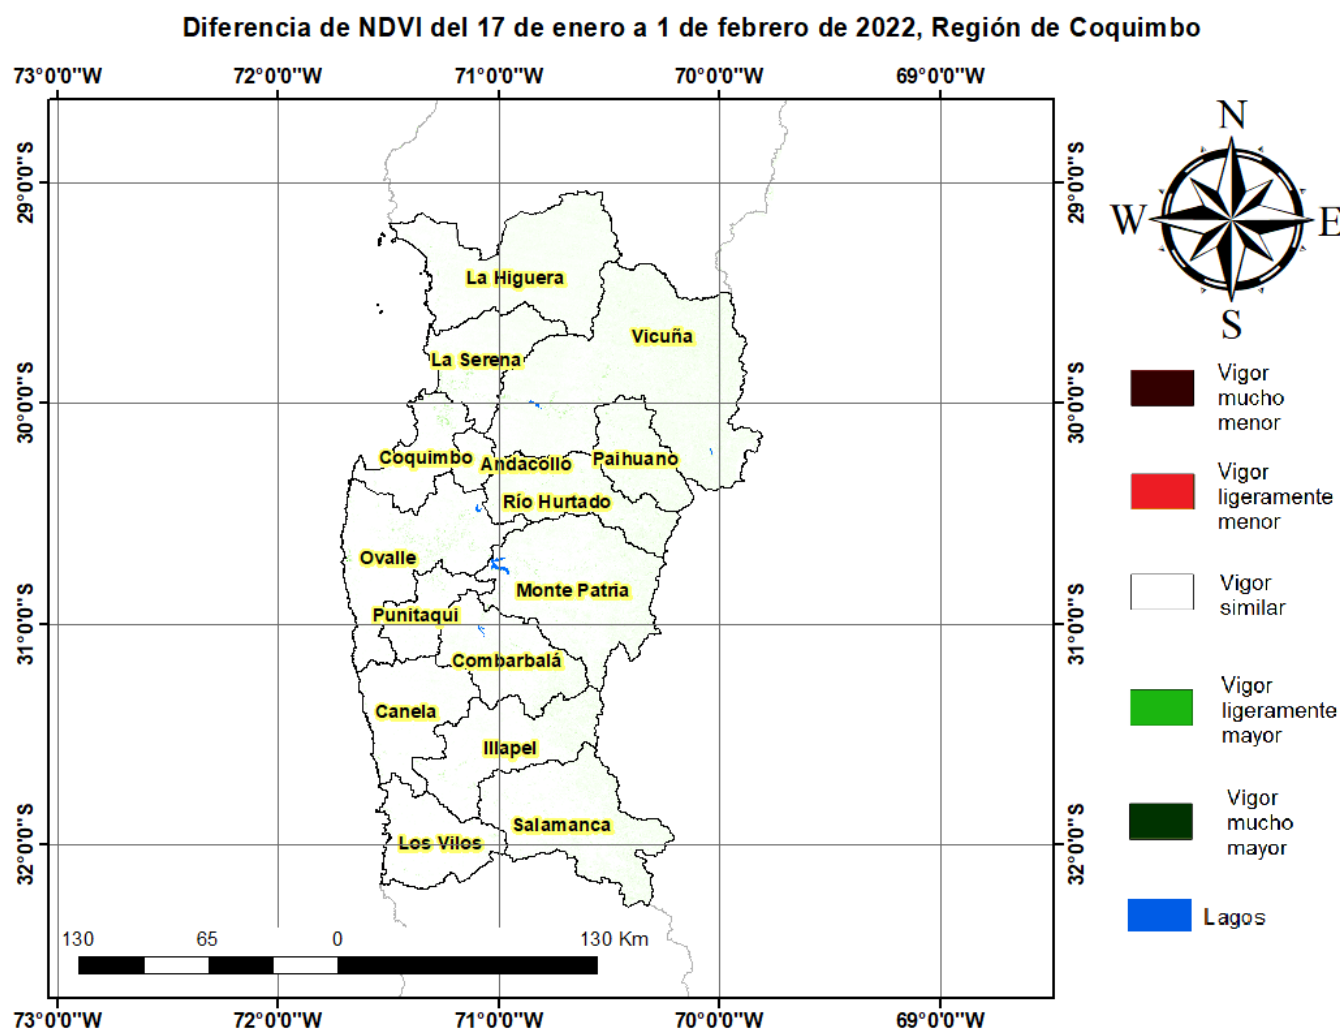 Diferencia de NDVI del 17 de enero a 1 de febrero de 2022, Región de Coquimbo
73°0'0"W 72°0'0"W 71°0'0"W 70°0'0"W 69°0'0"W
29°0'0"S 29°0'0"S
30°0'0"S 30°0'0"S
31°0'0"S 31°0'0"S
32°0'0"S 32°0'0"S
La Higuera
Vicuña
La Serena
Coquimbo
Andacollo
Paihuano
Río Hurtado
Ovalle
Monte Patria
Punitaqui
Combarbalá
Canela
Illapel
Salamanca
Los Vilos
130 65 0 130 Km
73°0'0"W 72°0'0"W 71°0'0"W 70°0'0"W 69°0'0"W
N
W E
S
Vigor
mucho
menor
Vigor
ligeramente
menor
Vigor
similar
Vigor
ligeramente
mayor
Vigor
mucho
mayor
Lagos